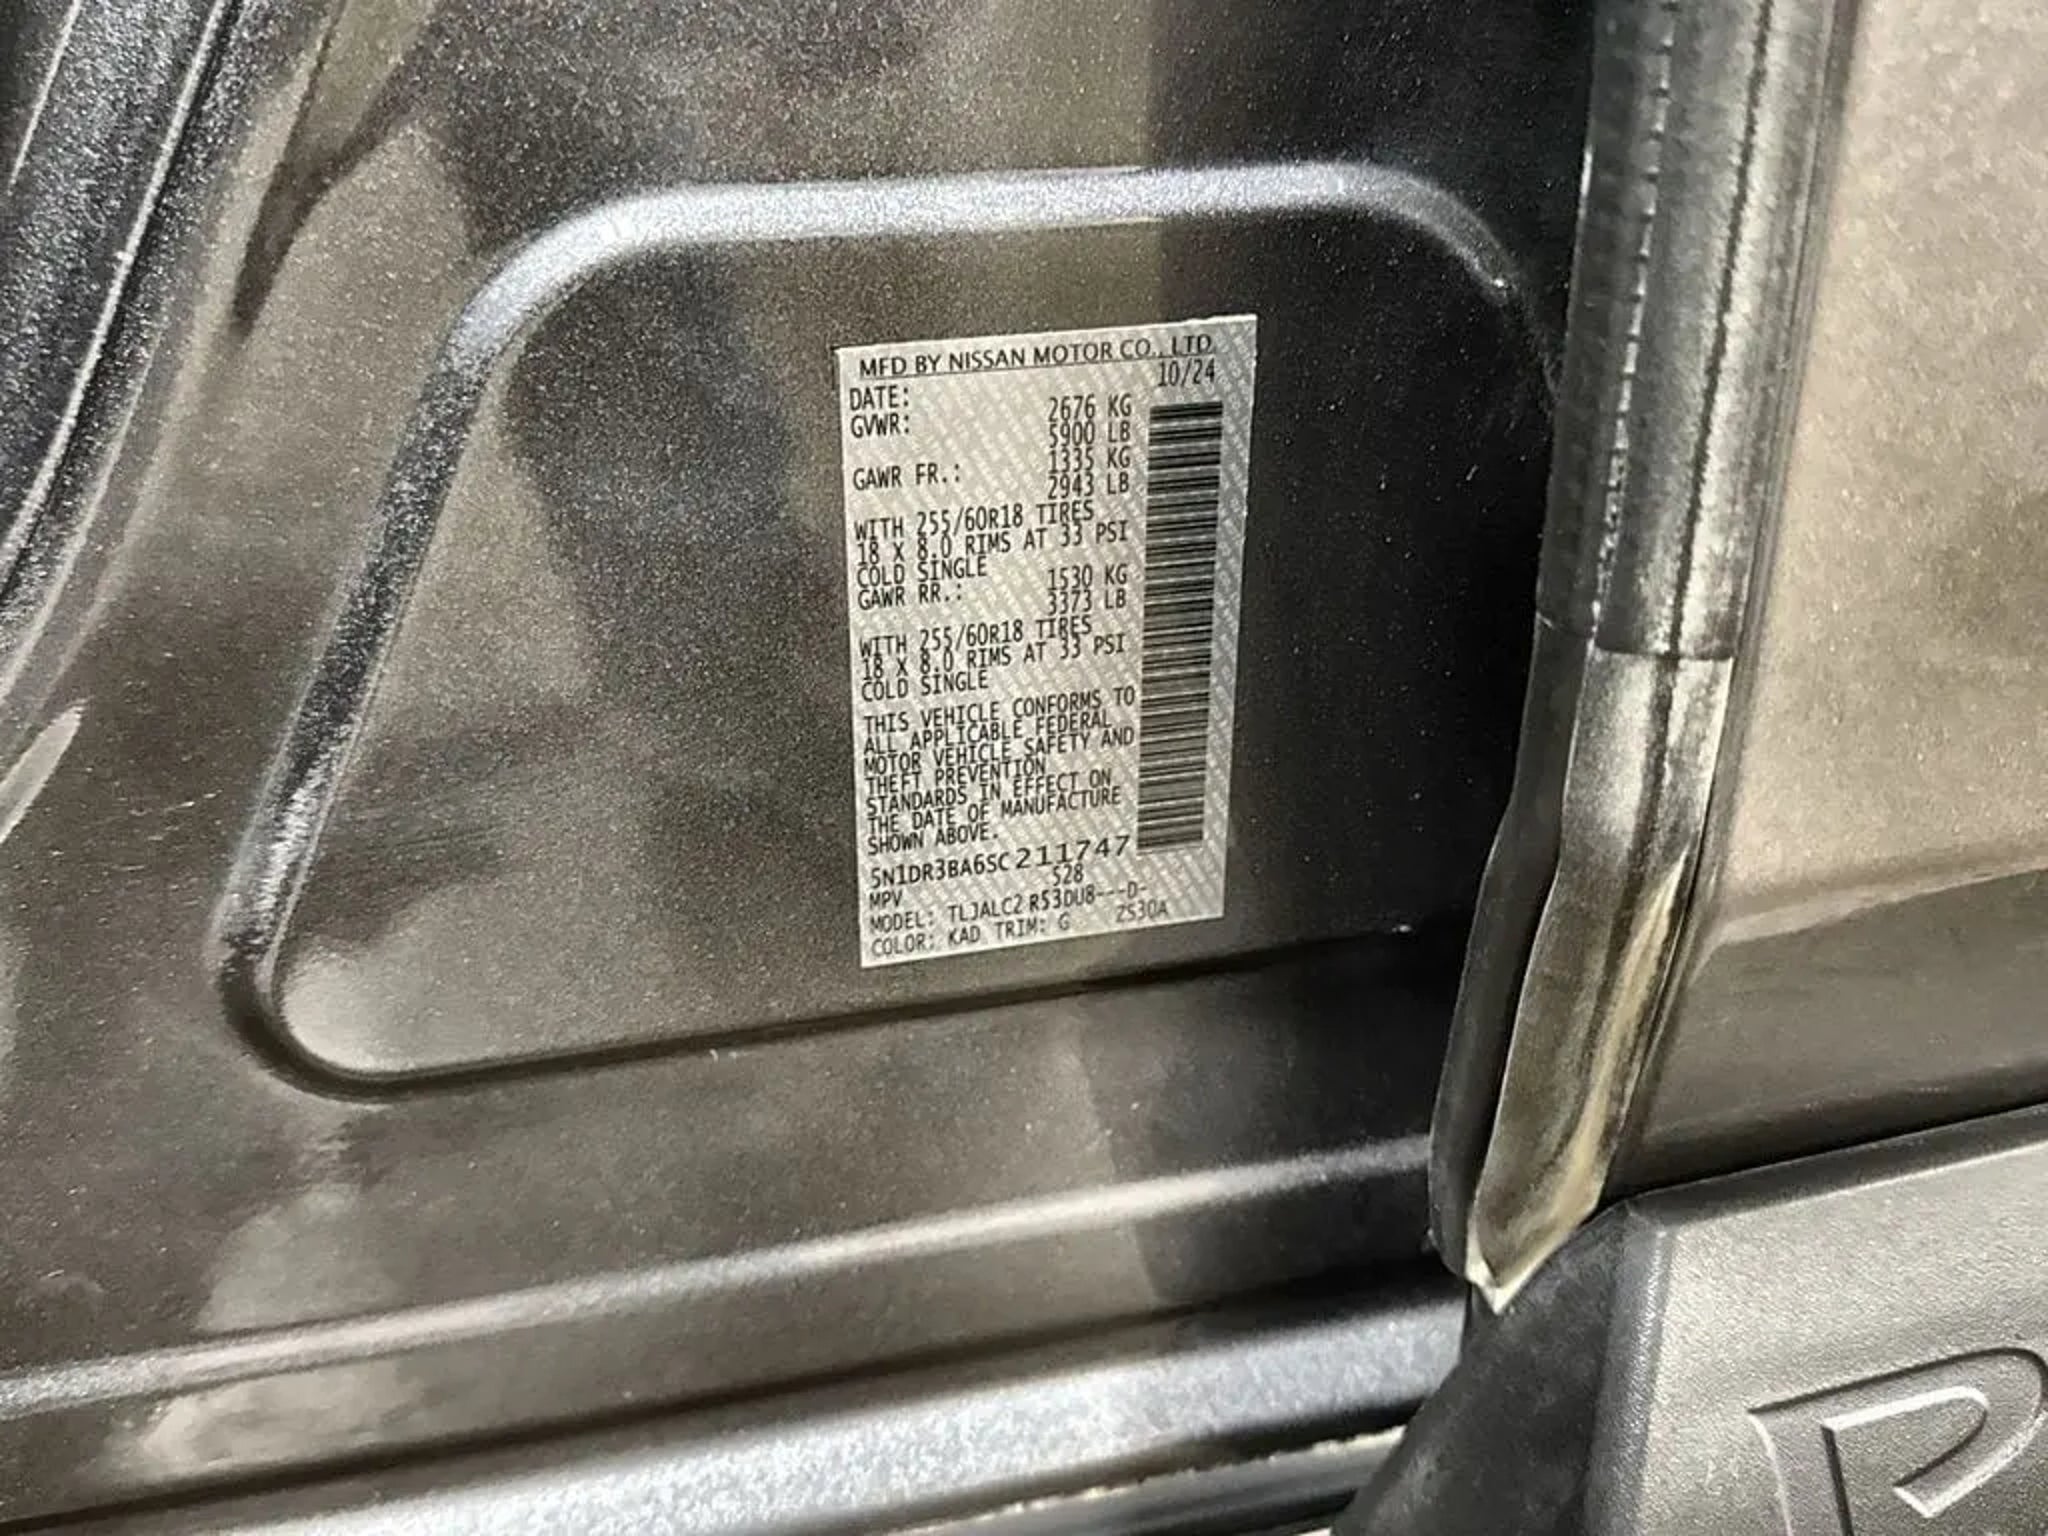 MFD BY NISSAN MOTOR CO., LTD.
DATE: 10/24
GVWR: 2676 KG
5900 LB
GAWR FR.: 1335 KG
2943 LB
WITH 255/60R18 TIRES
18 X 8.0 RIMS AT 33 PSI
COLD SINGLE
GAWR RR.: 1530 KG
3373 LB
WITH 255/60R18 TIRES
18 X 8.0 RIMS AT 33 PSI
COLD SINGLE
THIS VEHICLE CONFORMS TO
ALL APPLICABLE FEDERAL
MOTOR VEHICLE SAFETY AND
THEFT PREVENTION
STANDARDS IN EFFECT ON
THE DATE OF MANUFACTURE
SHOWN ABOVE.
5N1DR3BA6SC211747
MPV 528
MODEL: TLJALC2 R53DU8---D-
COLOR: KAD TRIM: G ZS30A